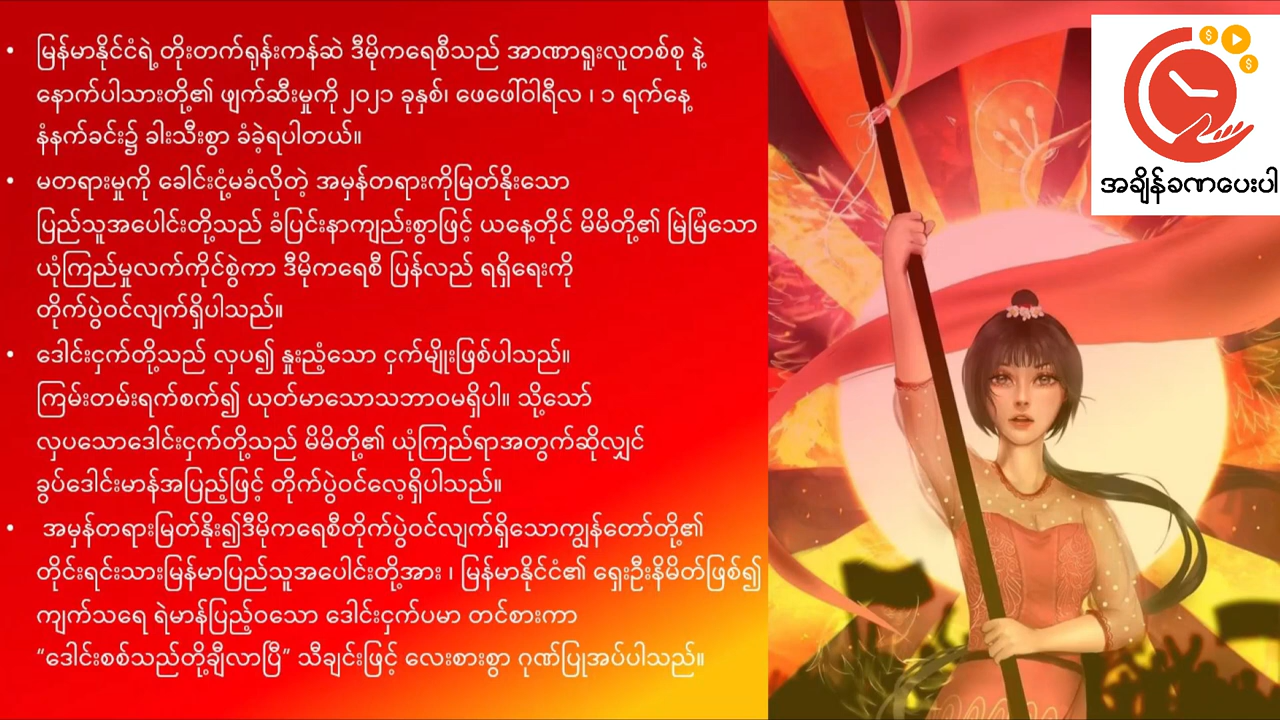 • မြန်မာနိုင်ငံရဲ့ တိုးတက်ရုန်းကန်ဆဲ ဒီမိုကရေစီသည် အာဏာရူးလူတစ်စု နဲ့
နောက်ပါသားတို့၏ ဖျက်ဆီးမှုကို ၂၀၂၁ ခုနှစ်၊ ဖေဖေါ်ဝါရီလ ၊ ၁ ရက်နေ့
နံနက်ခင်း၌ ခါးသီးစွာ ခံခဲ့ရပါတယ်။
• မတရားမှုကို ခေါင်းငုံ့မခံလိုတဲ့ အမှန်တရားကိုမြတ်နိုးသော
ပြည်သူအပေါင်းတို့သည် ခံပြင်းနာကျည်းစွာဖြင့် ယနေ့တိုင် မိမိတို့၏ မြဲမြံသော
ယုံကြည်မှုလက်ကိုင်စွဲကာ ဒီမိုကရေစီ ပြန်လည် ရရှိရေးကို
တိုက်ပွဲဝင်လျက်ရှိပါသည်။
• ဒေါင်းငှက်တို့သည် လှပ၍ နူးညံ့သော ငှက်မျိုးဖြစ်ပါသည်။
ကြမ်းတမ်းရက်စက်၍ ယုတ်မာသောသဘာဝမရှိပါ။ သို့သော်
လှပသောဒေါင်းငှက်တို့သည် မိမိတို့၏ ယုံကြည်ရာအတွက်ဆိုလျှင်
ခွပ်ဒေါင်းမာန်အပြည့်ဖြင့် တိုက်ပွဲဝင်လေ့ရှိပါသည်။
• အမှန်တရားမြတ်နိုး၍ဒီမိုကရေစီတိုက်ပွဲဝင်လျက်ရှိသောကျွန်တော်တို့၏
တိုင်းရင်းသားမြန်မာပြည်သူအပေါင်းတို့အား ၊ မြန်မာနိုင်ငံ၏ ရှေးဦးနိမိတ်ဖြစ်၍
ကျက်သရေ ရဲမာန်ပြည့်ဝသော ဒေါင်းငှက်ပမာ တင်စားကာ
“ဒေါင်းစစ်သည်တို့ချီလာပြီ” သီချင်းဖြင့် လေးစားစွာ ဂုဏ်ပြုအပ်ပါသည်။
အချိန်ခဏပေးပါ